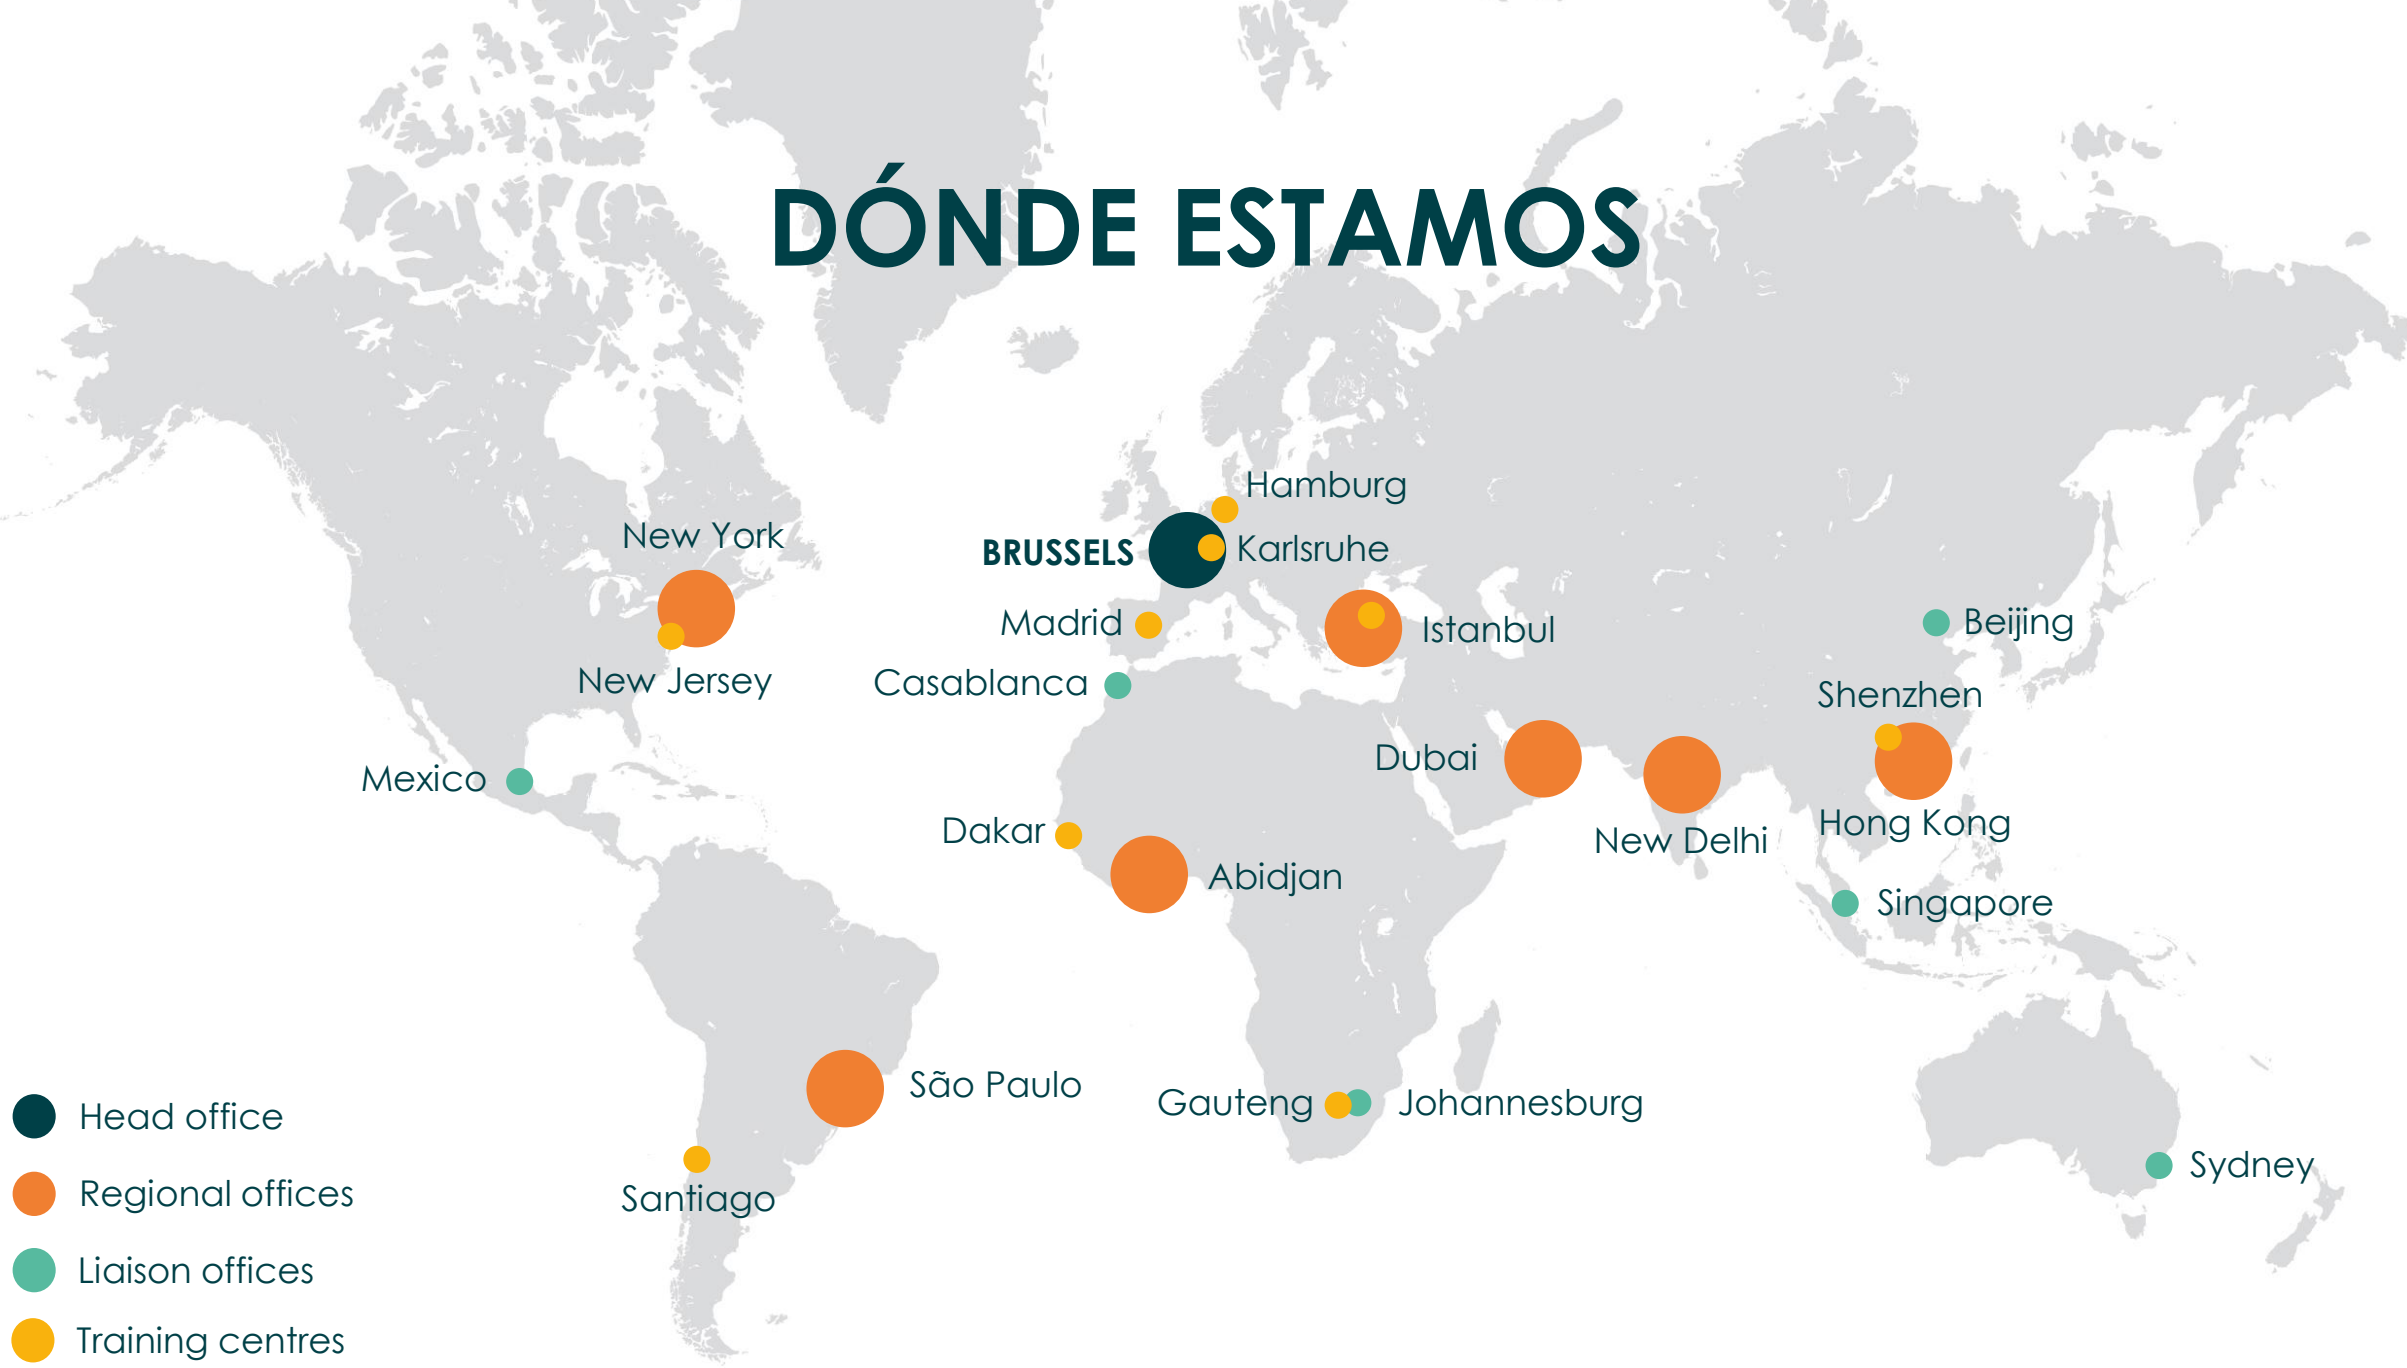 DÓNDE ESTAMOS
Hamburg
New York
BRUSSELS
Karlsruhe
Madrid
Istanbul
Beijing
New Jersey
Casablanca
Shenzhen
Dubai
Mexico
Dakar
New Delhi
Hong Kong
Abidjan
Singapore
São Paulo
Gauteng
Johannesburg
Sydney
Santiago
Head office
Regional offices
Liaison offices
Training centres